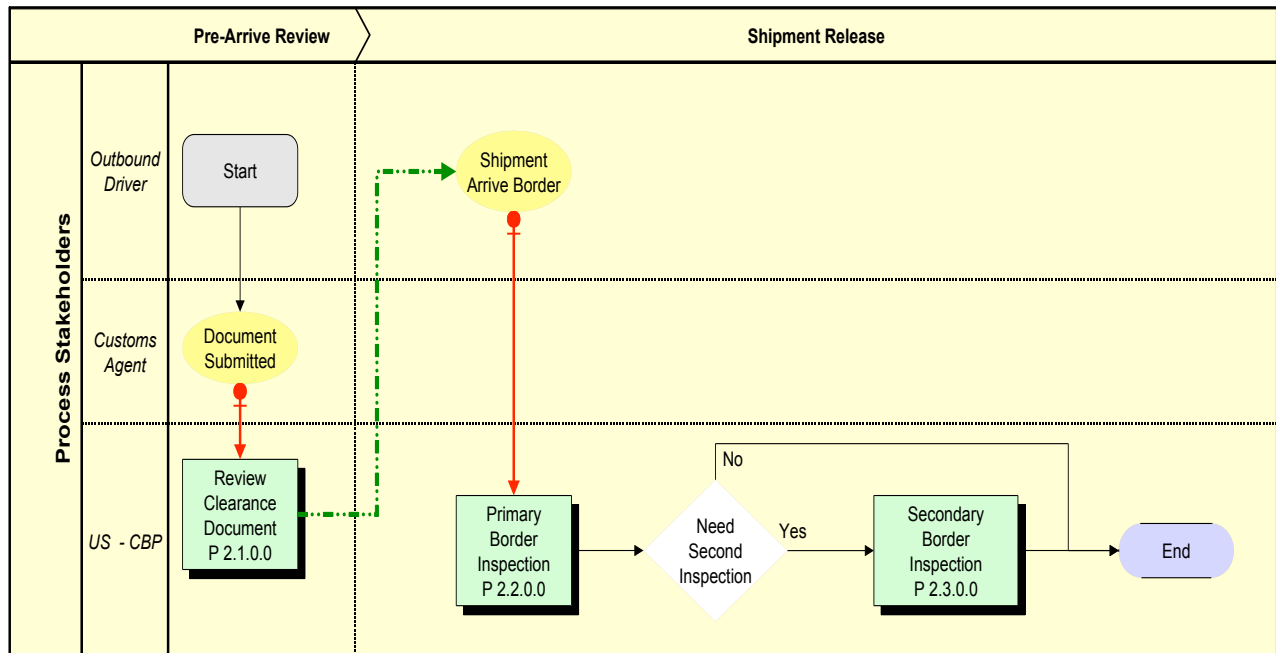 Pre-Arrive Review
Shipment Release
Process Stakeholders
Outbound
Driver
Start
Shipment
Arrive Border
Customs
Agent
Document
Submitted
US - CBP
Review
Clearance
Document
P 2.1.0.0
Primary
Border
Inspection
P 2.2.0.0
Need
Second
Inspection
No
Yes
Secondary
Border
Inspection
P 2.3.0.0
End